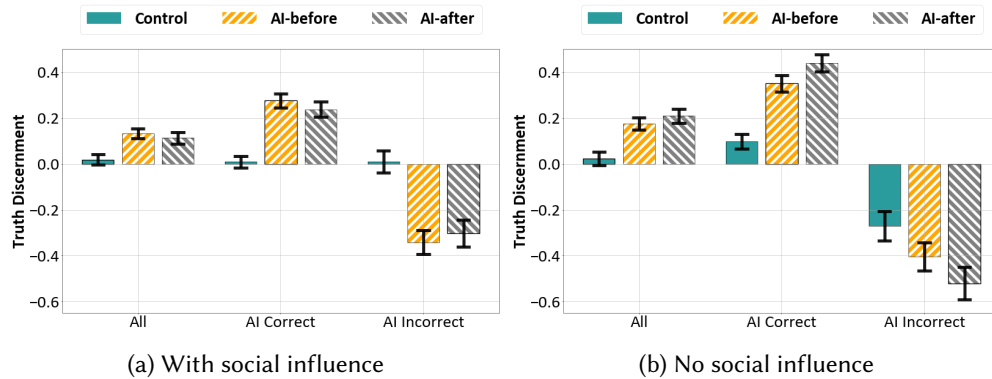 Control AI-before AI-after
Truth Discernment
0.4
0.2
0.0
−0.2
−0.4
−0.6
All AI Correct AI Incorrect
(a) With social influence
Control AI-before AI-after
Truth Discernment
0.4
0.2
0.0
−0.2
−0.4
−0.6
All AI Correct AI Incorrect
(b) No social influence